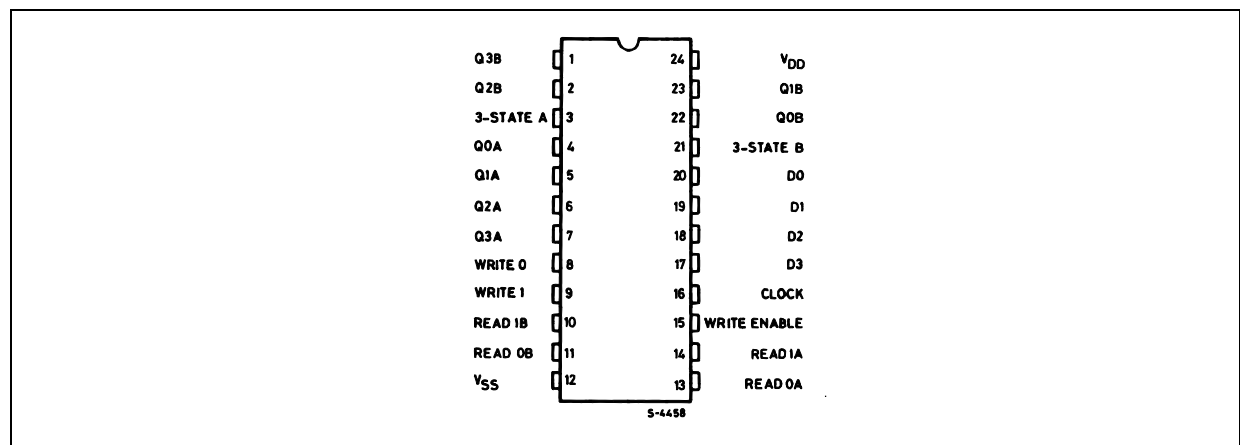 Q3B 1 24 VDD
Q2B 2 23 Q1B
3-STATE A 3 22 Q0B
Q0A 4 21 3-STATE B
Q1A 5 20 D0
Q2A 6 19 D1
Q3A 7 18 D2
WRITE 0 8 17 D3
WRITE 1 9 16 CLOCK
READ 1B 10 15 WRITE ENABLE
READ 0B 11 14 READ 1A
VSS 12 13 READ 0A
S-4458